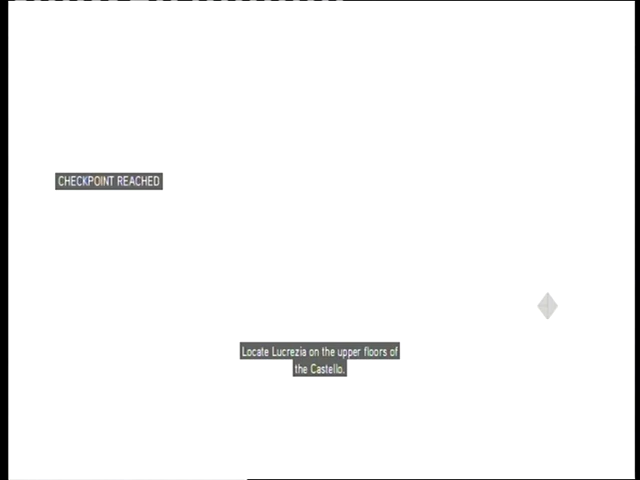 CHECKPOINT REACHED
Locate Lucrezia on the upper floors of
the Castello.